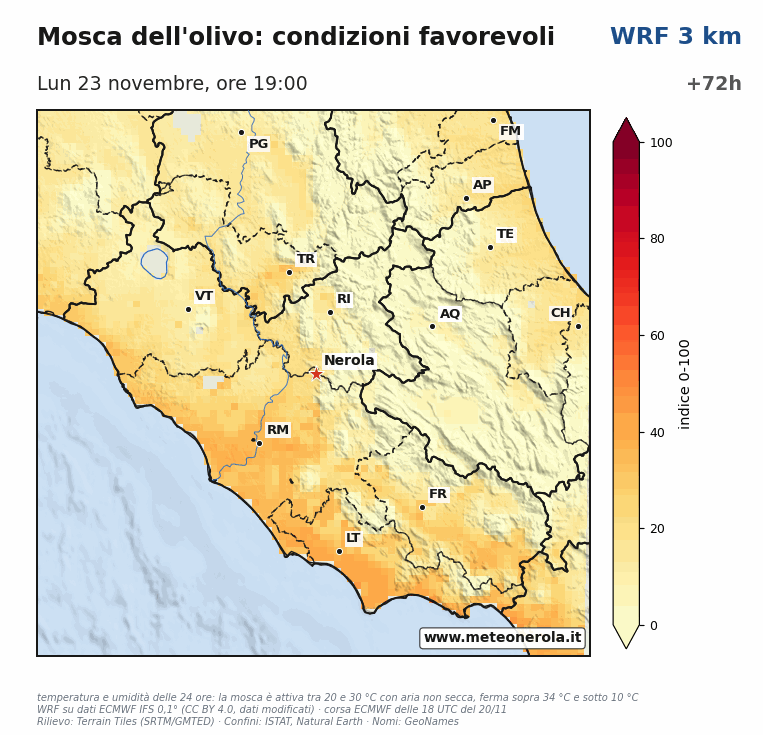 Mosca dell'olivo: condizioni favorevoli
WRF 3 km
Lun 23 novembre, ore 19:00
+72h
FM
PG
AP
TE
TR
VT
RI
AQ
CH
Nerola
RM
FR
LT
www.meteonerola.it
100
80
60
40
20
0
indice 0-100
temperatura e umidità delle 24 ore: la mosca è attiva tra 20 e 30 °C con aria non secca, ferma sopra 34 °C e sotto 10 °C
WRF su dati ECMWF IFS 0,1° (CC BY 4.0, dati modificati) · corsa ECMWF delle 18 UTC del 20/11
Rilievo: Terrain Tiles (SRTM/GMTED) · Confini: ISTAT, Natural Earth · Nomi: GeoNames